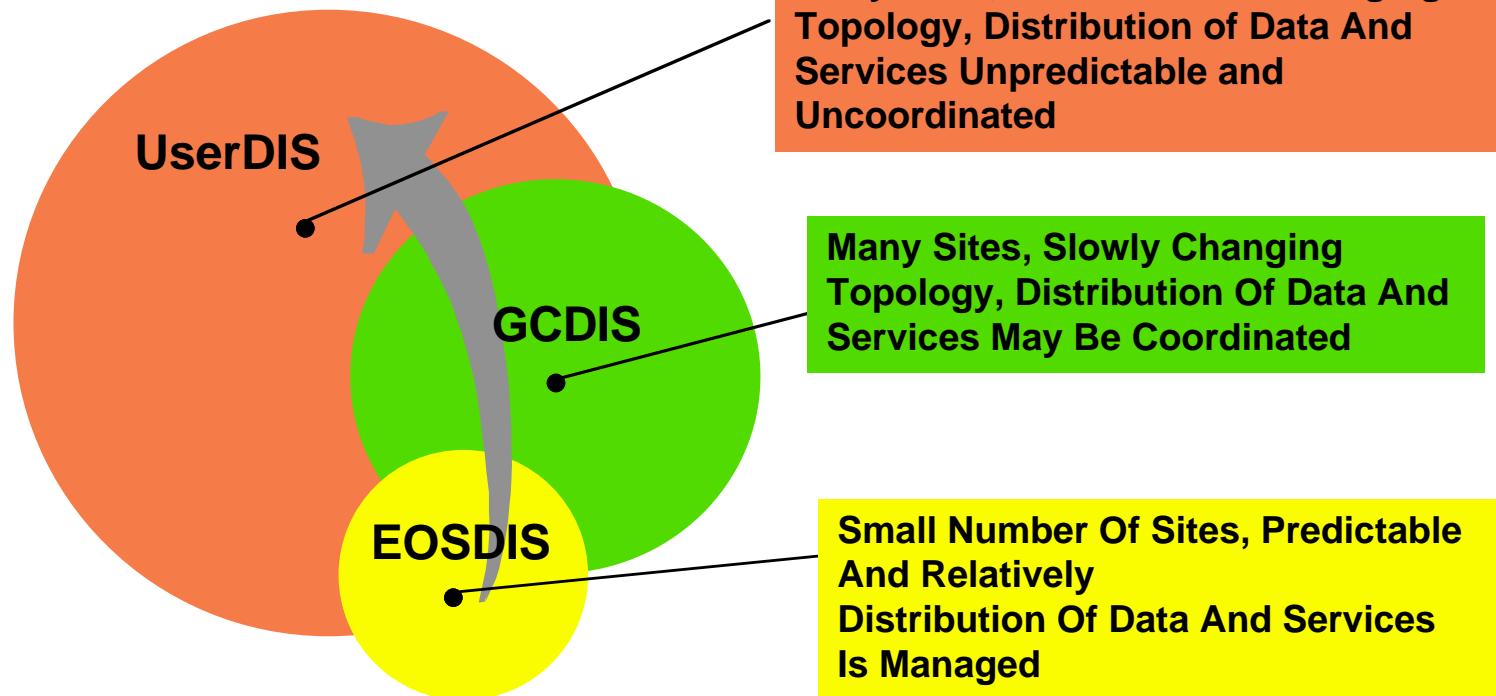 Topology, Distribution of Data And
Services Unpredictable and
Uncoordinated
UserDIS
Many Sites, Slowly Changing
Topology, Distribution Of Data And
Services May Be Coordinated
GCDIS
Small Number Of Sites, Predictable
And Relatively
Distribution Of Data And Services
Is Managed
EOSDIS